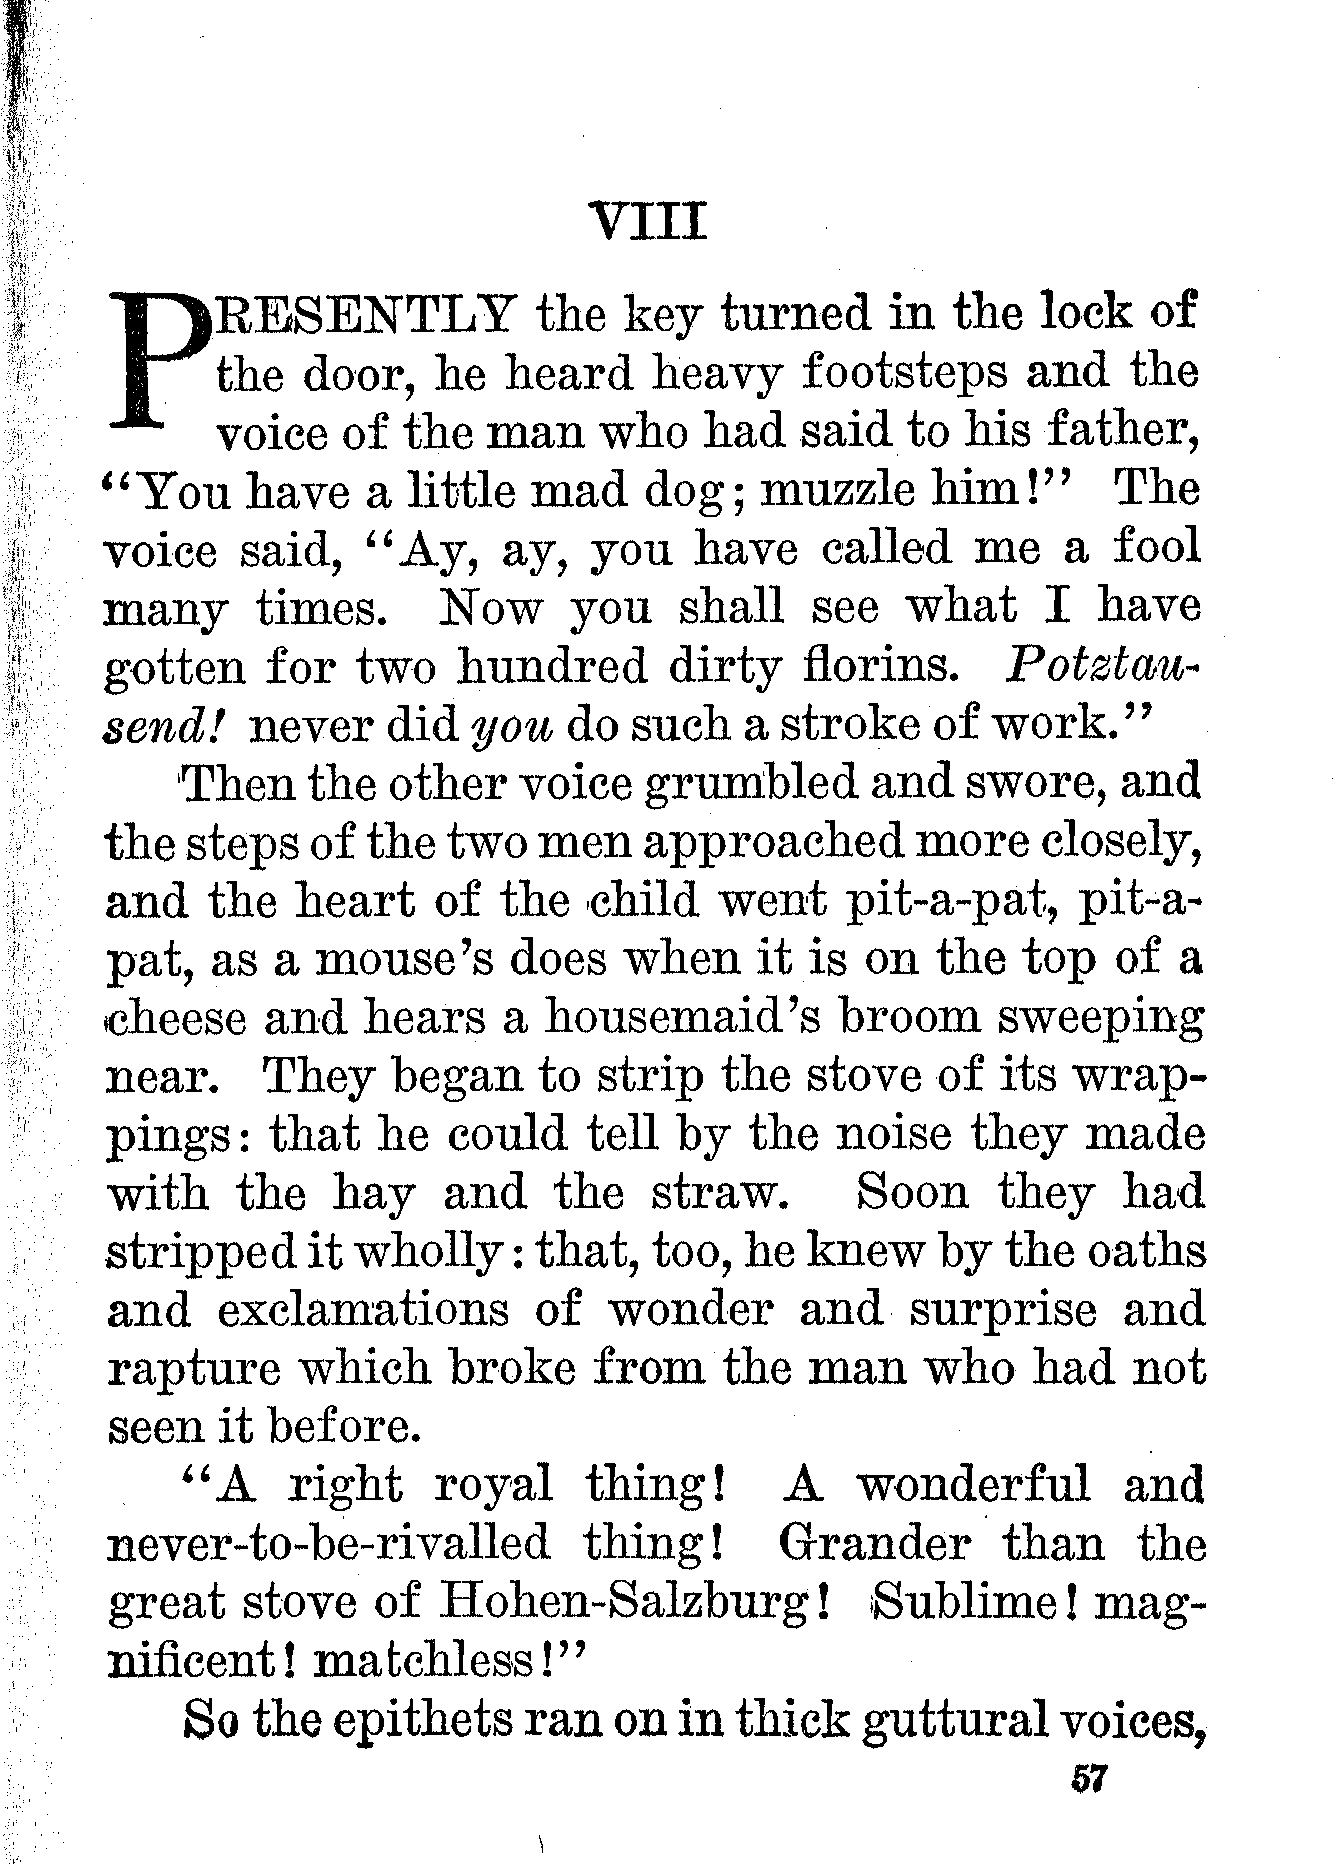 VIII
PRESENTLY the key turned in the lock of
the door, he heard heavy footsteps and the
voice of the man who had said to his father,
“You have a little mad dog; muzzle him!” The
voice said, “Ay, ay, you have called me a fool
many times. Now you shall see what I have
gotten for two hundred dirty florins. Potztau-
send! never did you do such a stroke of work.”
Then the other voice grumbled and swore, and
the steps of the two men approached more closely,
and the heart of the child went pit-a-pat, pit-a-
pat, as a mouse’s does when it is on the top of a
cheese and hears a housemaid’s broom sweeping
near. They began to strip the stove of its wrap-
pings: that he could tell by the noise they made
with the hay and the straw. Soon they had
stripped it wholly: that, too, he knew by the oaths
and exclamations of wonder and surprise and
rapture which broke from the man who had not
seen it before.
“A right royal thing! A wonderful and
never-to-be-rivalled thing! Grander than the
great stove of Hohen-Salzburg! Sublime! mag-
nificent! matchless!”
So the epithets ran on in thick guttural voices,
57